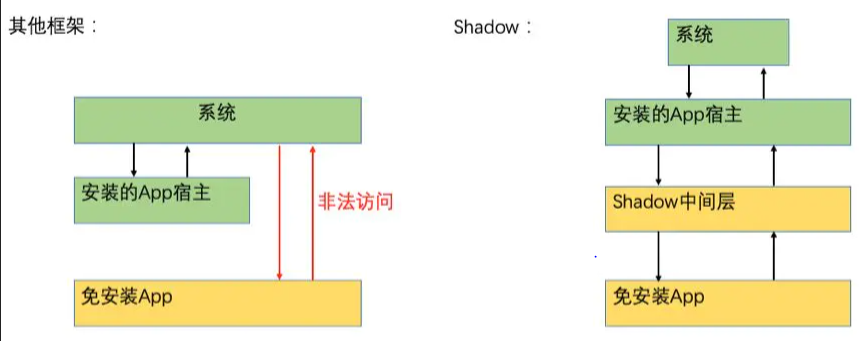 其他框架：
系统
安装的App宿主
非法访问
免安装App
Shadow：
系统
安装的App宿主
Shadow中间层
免安装App